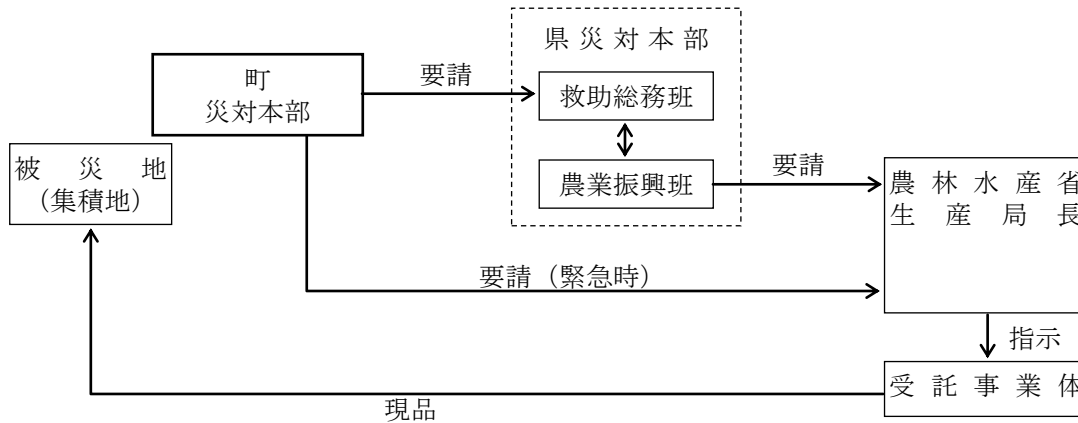 県災対本部
町
災対本部
要請
救助総務班
被災地
(集積地)
農業振興班
要請
農林水産省
生産局長
要請（緊急時）
指示
受託事業体
現品